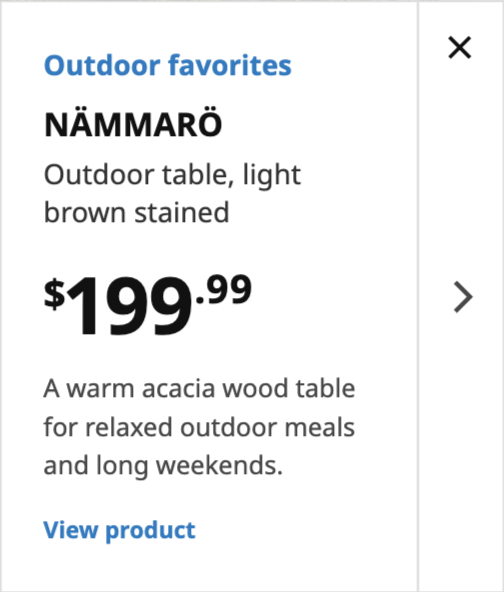 Outdoor favorites
NÄMMARÖ
Outdoor table, light
brown stained
$199.99
A warm acacia wood table
for relaxed outdoor meals
and long weekends.
View product